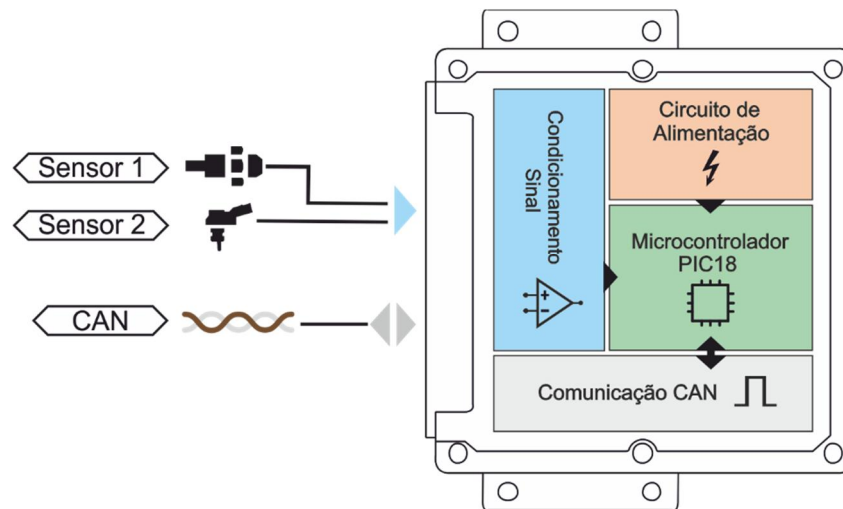 Sensor 1
Sensor 2
CAN
Condicionamento
Sinal
Circuito de
Alimentação
Microcontrolador
PIC18
Comunicação CAN